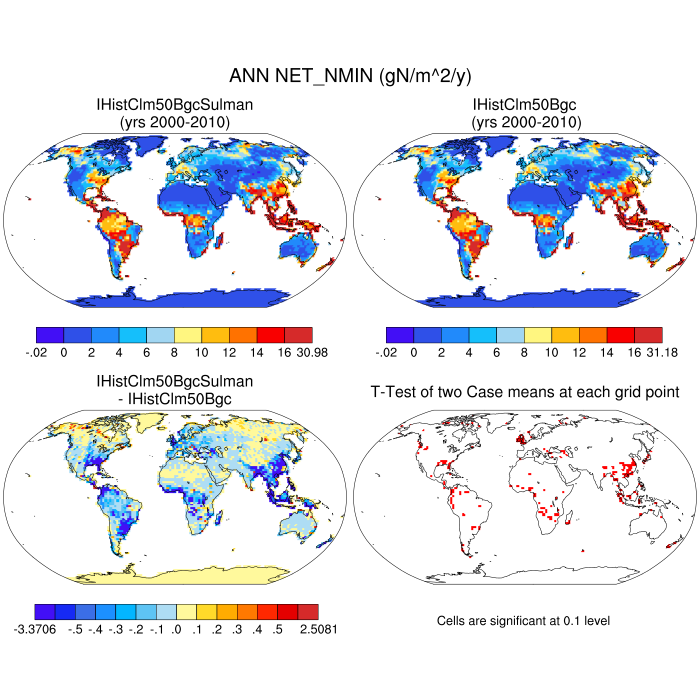 ANN NET_NMIN (gN/m^2/y)
IHistClm50BgcSulman
(yrs 2000-2010)
IHistClm50Bgc
(yrs 2000-2010)
-.02 0 2 4 6 8 10 12 14 16 30.98
-.02 0 2 4 6 8 10 12 14 16 31.18
IHistClm50BgcSulman
- IHistClm50Bgc
T-Test of two Case means at each grid point
-3.3706 -.5 -.4 -.3 -.2 -.1 .0 .1 .2 .3 .4 .5 2.5081
Cells are significant at 0.1 level